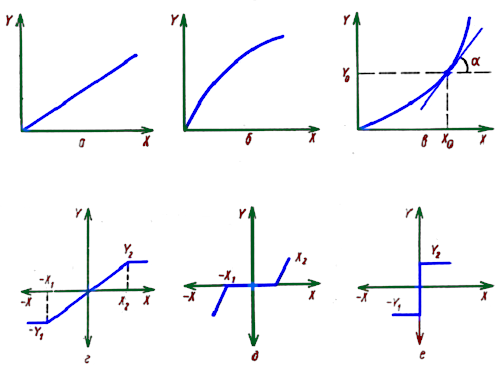 Y Y Y
Y₀ α
а X б X в X₀ X
Y Y Y
-X₁ Y₂ -X₁ X₂ Y₂
-X X₂ X -X X -X X
-Y₁ -Y₁
г д е